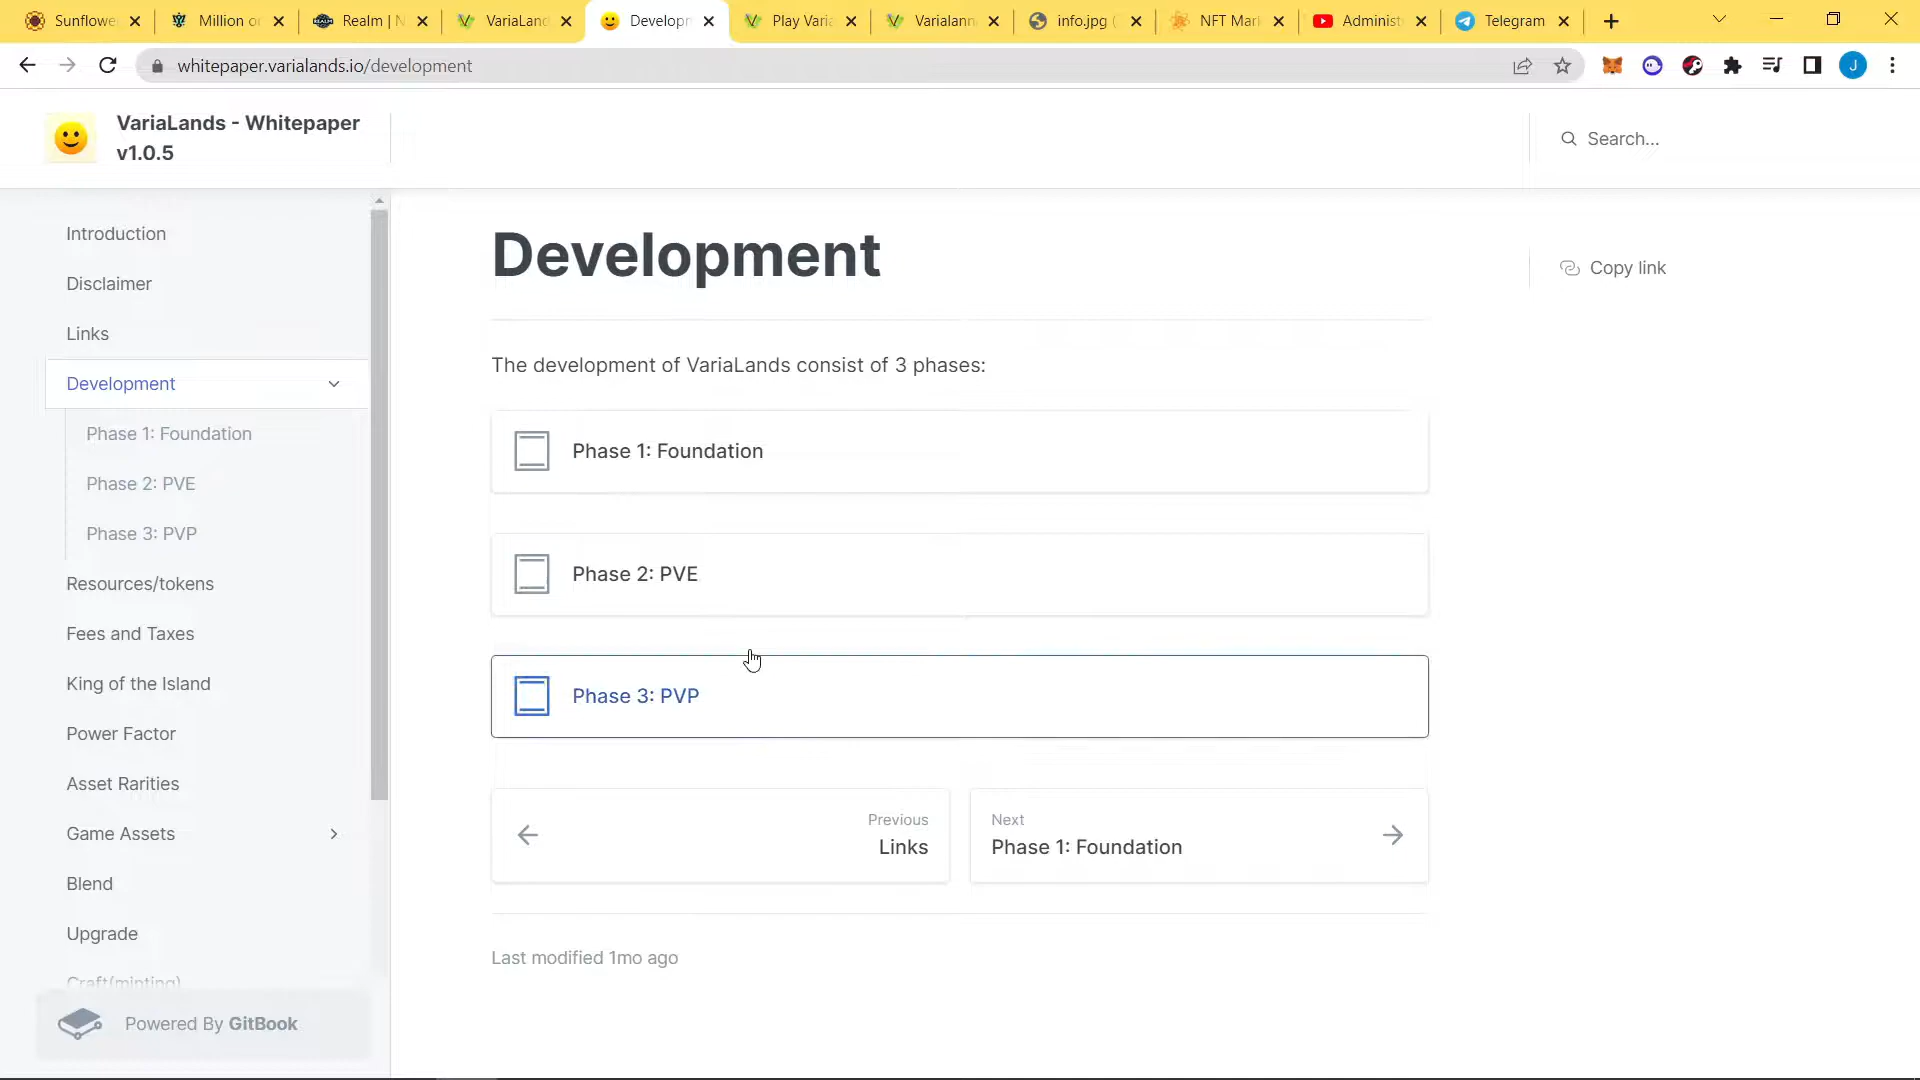 Sunflowe
Million o
Realm | N
VariaLand
Develop
Play Varia
Varialann
info.jpg (
NFT Mark
Administ
Telegram
whitepaper.varialands.io/development
J
VariaLands - Whitepaper
v1.0.5
Search...
Introduction
Disclaimer
Links
Development
Phase 1: Foundation
Phase 2: PVE
Phase 3: PVP
Resources/tokens
Fees and Taxes
King of the Island
Power Factor
Asset Rarities
Game Assets
Blend
Upgrade
Craft(minting)
Powered By GitBook
Development
Copy link
The development of VariaLands consist of 3 phases:
Phase 1: Foundation
Phase 2: PVE
Phase 3: PVP
Previous
Links
Next
Phase 1: Foundation
Last modified 1mo ago